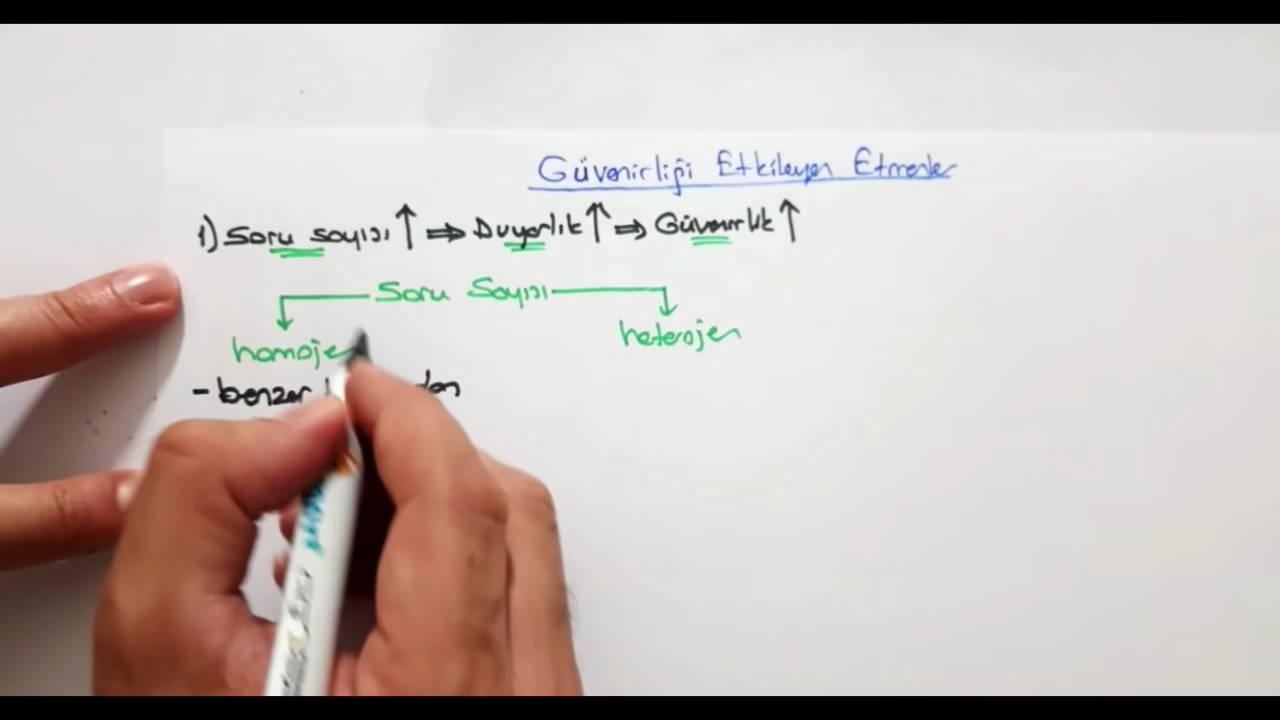 Güvenirliği Etkileyen Etmenler
1) Soru sayısı ↑ ⇒ Duyarlık ↑ ⇒ Güvenirlik ↑
Soru Sayısı
homojen heterojen
- benzer